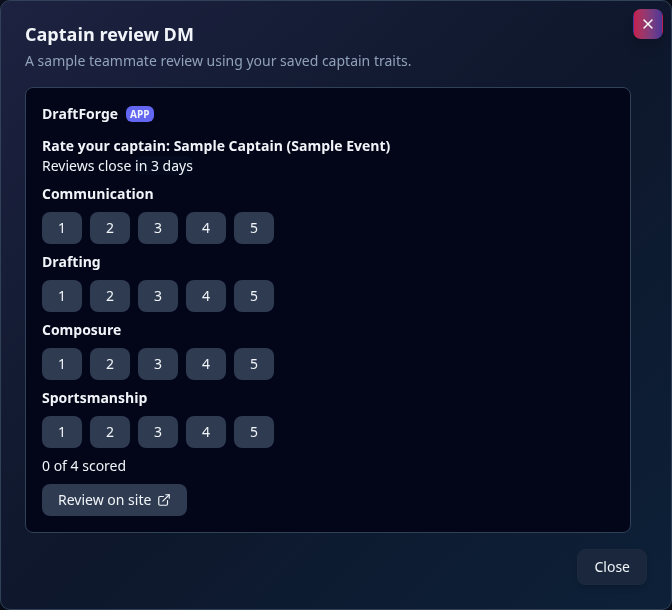 Captain review DM
A sample teammate review using your saved captain traits.
DraftForge APP
Rate your captain: Sample Captain (Sample Event)
Reviews close in 3 days
Communication
1 2 3 4 5
Drafting
1 2 3 4 5
Composure
1 2 3 4 5
Sportsmanship
1 2 3 4 5
0 of 4 scored
Review on site
Close